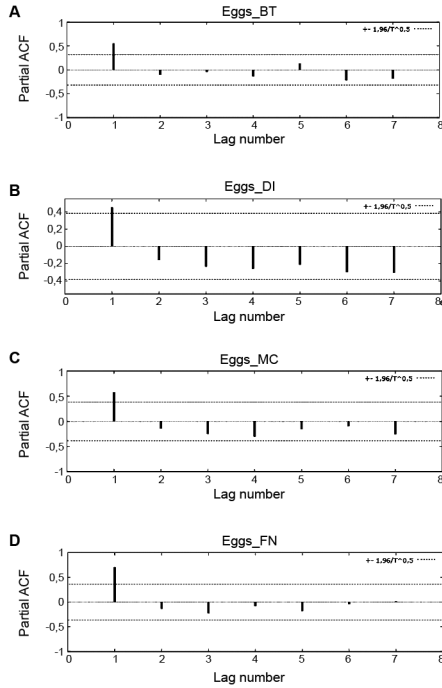 A
Eggs_BT
+- 1,96/T^0,5
Partial ACF
1
0,5
0
-0,5
-1
0 1 2 3 4 5 6 7 8
Lag number
B
Eggs_DI
+- 1,96/T^0,5
Partial ACF
0,4
0,2
0
-0,2
-0,4
0 1 2 3 4 5 6 7 8
Lag number
C
Eggs_MC
+- 1,96/T^0,5
Partial ACF
1
0,5
0
-0,5
-1
0 1 2 3 4 5 6 7 8
Lag number
D
Eggs_FN
+- 1,96/T^0,5
Partial ACF
1
0,5
0
-0,5
-1
0 1 2 3 4 5 6 7 8
Lag number